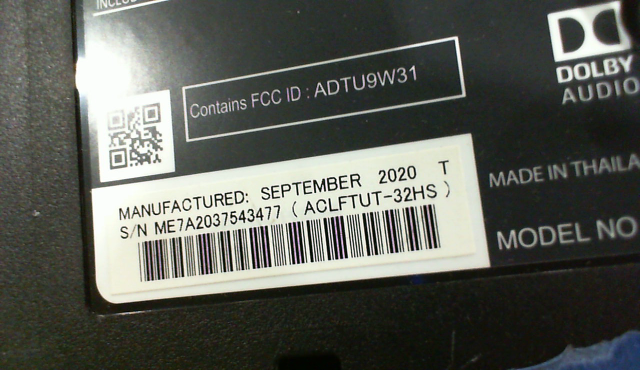 Contains FCC ID : ADTU9W31
DOLBY
AUDIO
MANUFACTURED: SEPTEMBER 2020 T
S/N ME7A2037543477 ( ACLFTUT-32HS )
MADE IN THAILA
MODEL NO